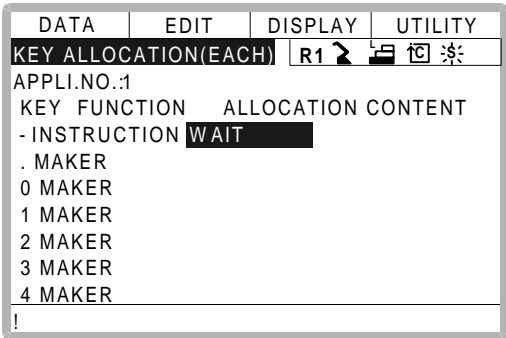 DATA EDIT DISPLAY UTILITY
KEY ALLOCATION(EACH) R1 C S
APPLI.NO.:1
KEY FUNCTION ALLOCATION CONTENT
- INSTRUCTION WAIT
. MAKER
0 MAKER
1 MAKER
2 MAKER
3 MAKER
4 MAKER
!